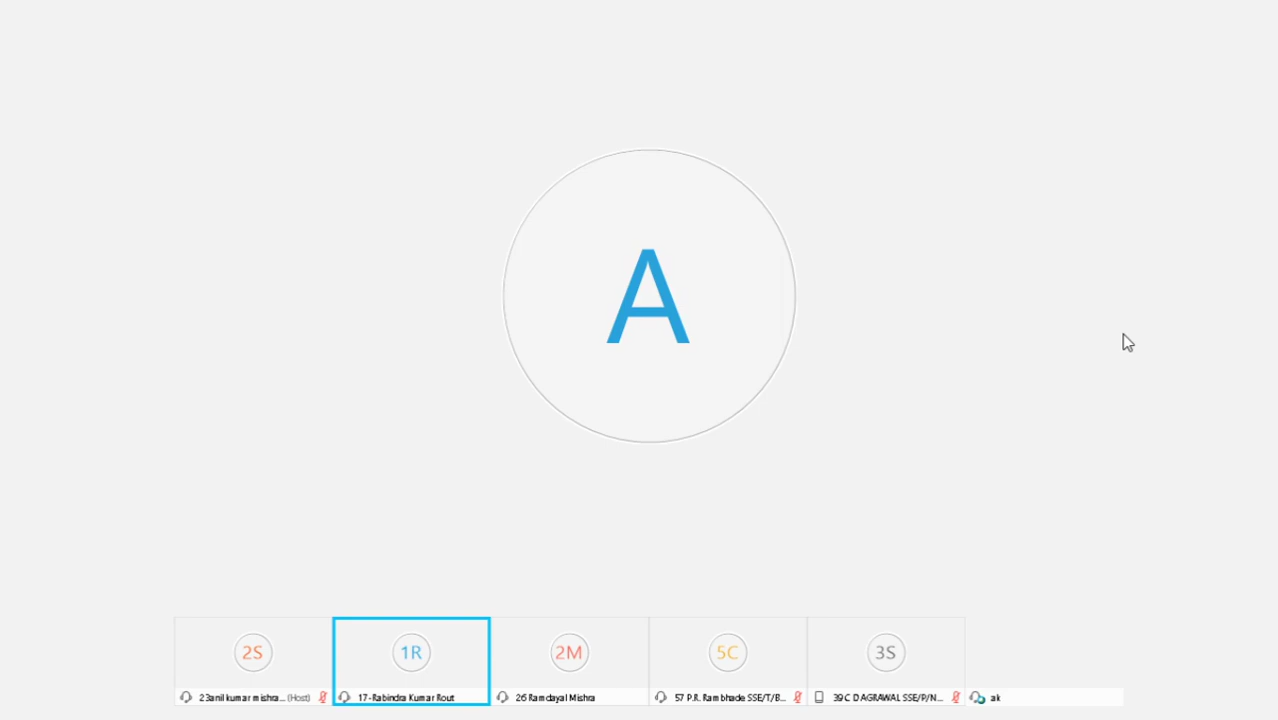 A
2S
1R
2M
5C
3S
23anil kumar mishra... (Host)
17-Rabindra Kumar Rout
26 Ramdayal Mishra
57 P.R. Rambhade SSE/T/B...
39C D AGRAWAL SSE/P/N...
ak